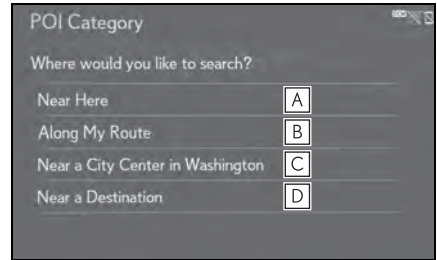 POI Category
Where would you like to search?
Near Here A
Along My Route B
Near a City Center in Washington C
Near a Destination D